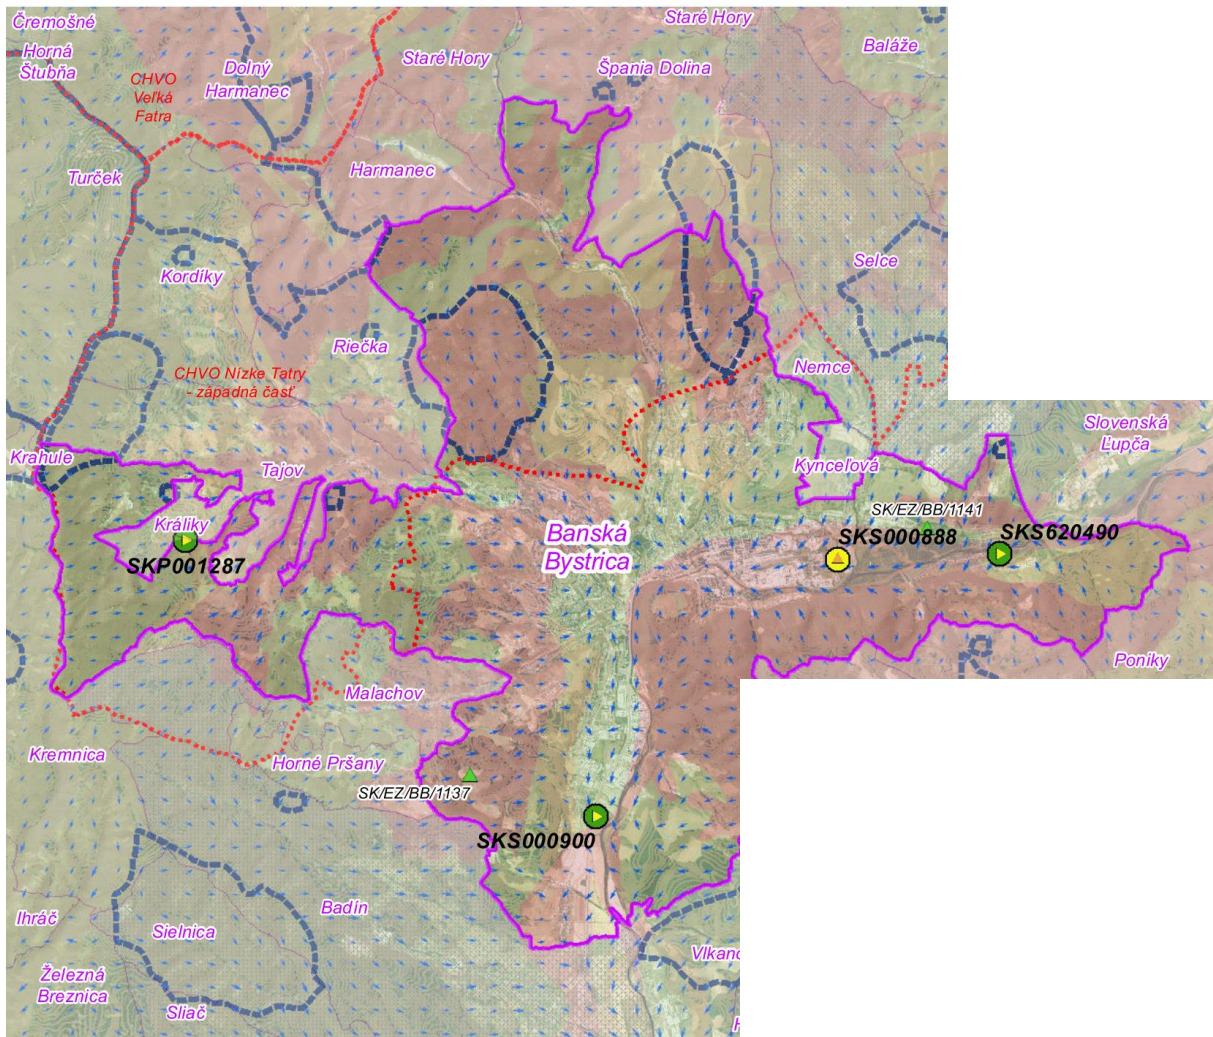 Čremošné
Staré Hory
Horná
Štubňa
Baláže
Staré Hory
Dolný
Harmanec
Špania Dolina
CHVO
Veľká
Fatra
Turček
Harmanec
Selce
Kordíky
Riečka
CHVO Nízke Tatry
- západná časť
Nemce
Slovenská
Ľupča
Krahule
Tajov
Kynceľová
Králiky
SK/EZ/BB/1141
Banská
Bystrica
SKS000888
SKS620490
SKP001287
Poniky
Malachov
Kremnica
Horné Pršany
SK/EZ/BB/1137
SKS000900
Ihráč
Badín
Sielnica
Vlkano
Železná
Breznica
Sliač